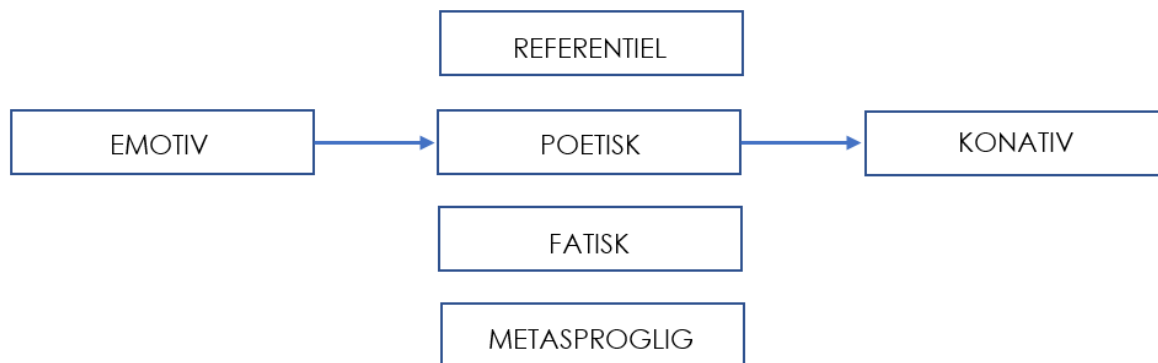 REFERENTIEL
EMOTIV
POETISK
KONATIV
FATISK
METASPROGLIG